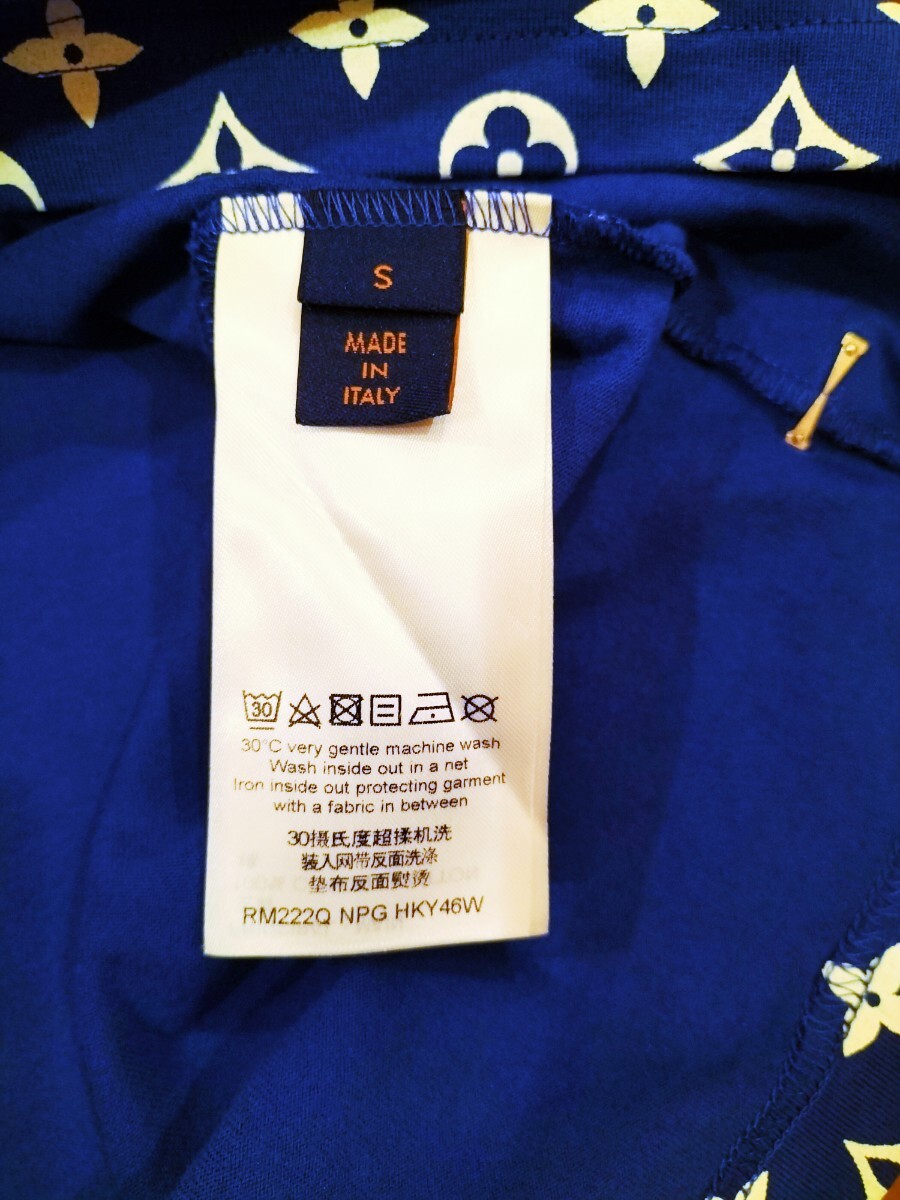 S
MADE
IN
ITALY
30
30°C very gentle machine wash
Wash inside out in a net
Iron inside out protecting garment
with a fabric in between
30摄氏度超揉机洗
装入网带反面洗涤
垫布反面熨烫
RM222Q NPG HKY46W